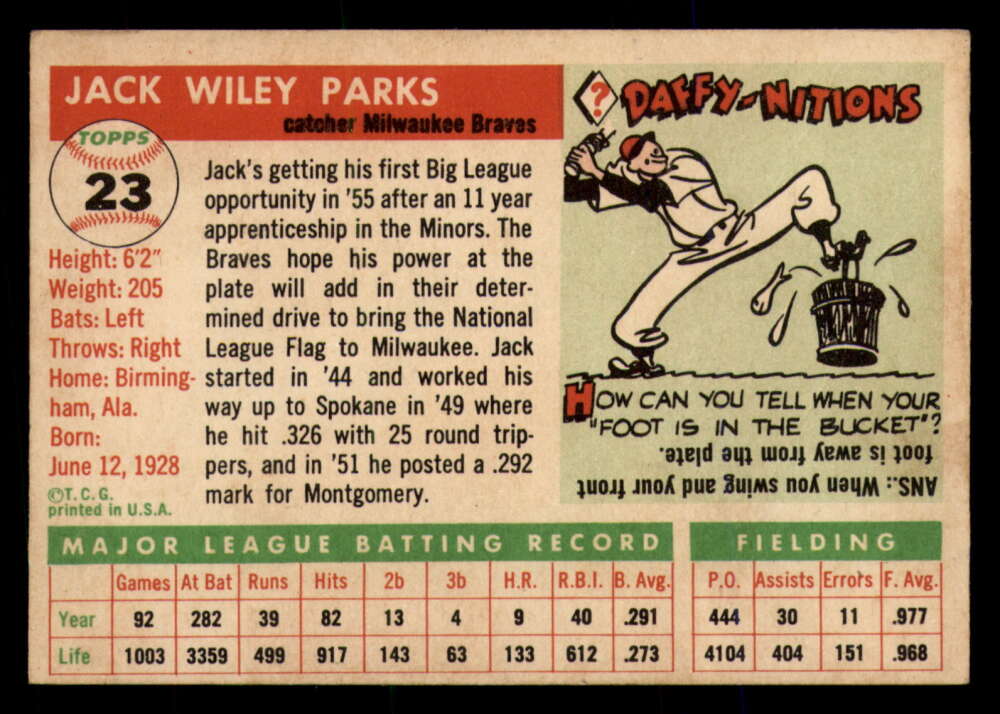 JACK WILEY PARKS
catcher Milwaukee Braves
TOPPS
23
Height: 6'2"
Weight: 205
Bats: Left
Throws: Right
Home: Birming-
ham, Ala.
Born:
June 12, 1928
©T.C.G.
printed in U.S.A.
Jack's getting his first Big League
opportunity in '55 after an 11 year
apprenticeship in the Minors. The
Braves hope his power at the
plate will add in their deter-
mined drive to bring the National
League Flag to Milwaukee. Jack
started in '44 and worked his
way up to Spokane in '49 where
he hit .326 with 25 round trip-
pers, and in '51 he posted a .292
mark for Montgomery.
? DAFFY-NITIONS
HOW CAN YOU TELL WHEN YOUR
"FOOT IS IN THE BUCKET"?
ANS.: When you swing and your front
foot is away from the plate.
MAJOR LEAGUE BATTING RECORD
Games At Bat Runs Hits 2b 3b H.R. R.B.I. B. Avg.
Year 92 282 39 82 13 4 9 40 .291
Life 1003 3359 499 917 143 63 133 612 .273
FIELDING
P.O. Assists Errors F. Avg.
444 30 11 .977
4104 404 151 .968